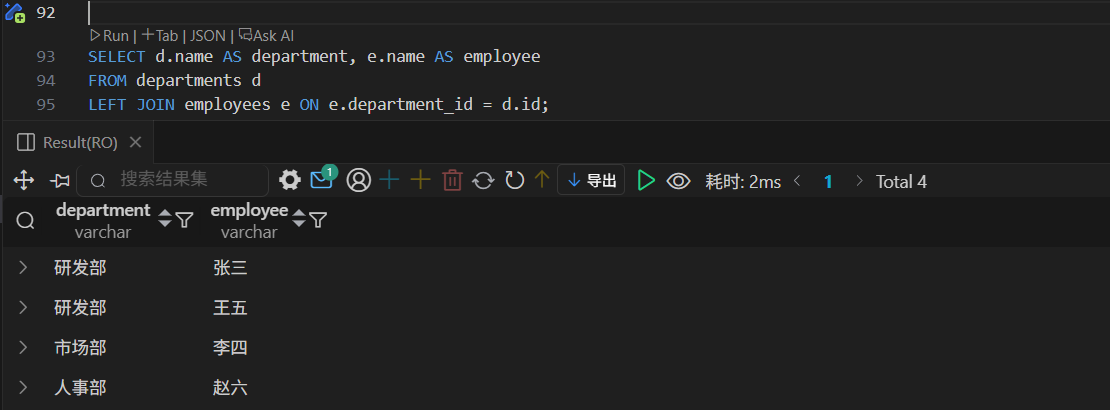 92
Run | Tab | JSON | Ask AI
93 SELECT d.name AS department, e.name AS employee
94 FROM departments d
95 LEFT JOIN employees e ON e.department_id = d.id;
Result(RO)
搜索结果集 1 导出 耗时: 2ms 1 Total 4
department employee
varchar varchar
研发部 张三
研发部 王五
市场部 李四
人事部 赵六